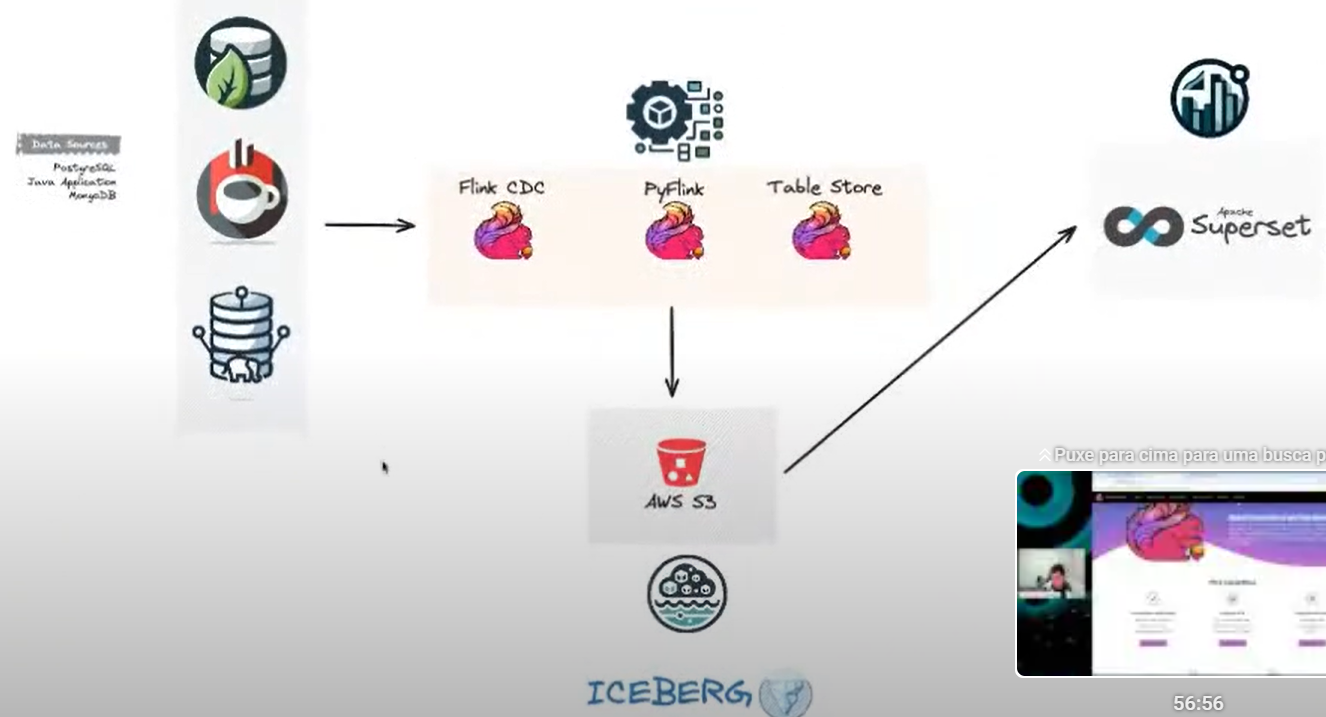 Data Sources
PostgreSQL
Java Application
MongoDB
Flink CDC
PyFlink
Table Store
Apache
Superset
AWS S3
ICEBERG
Puxe para cima para uma busca p
56:56